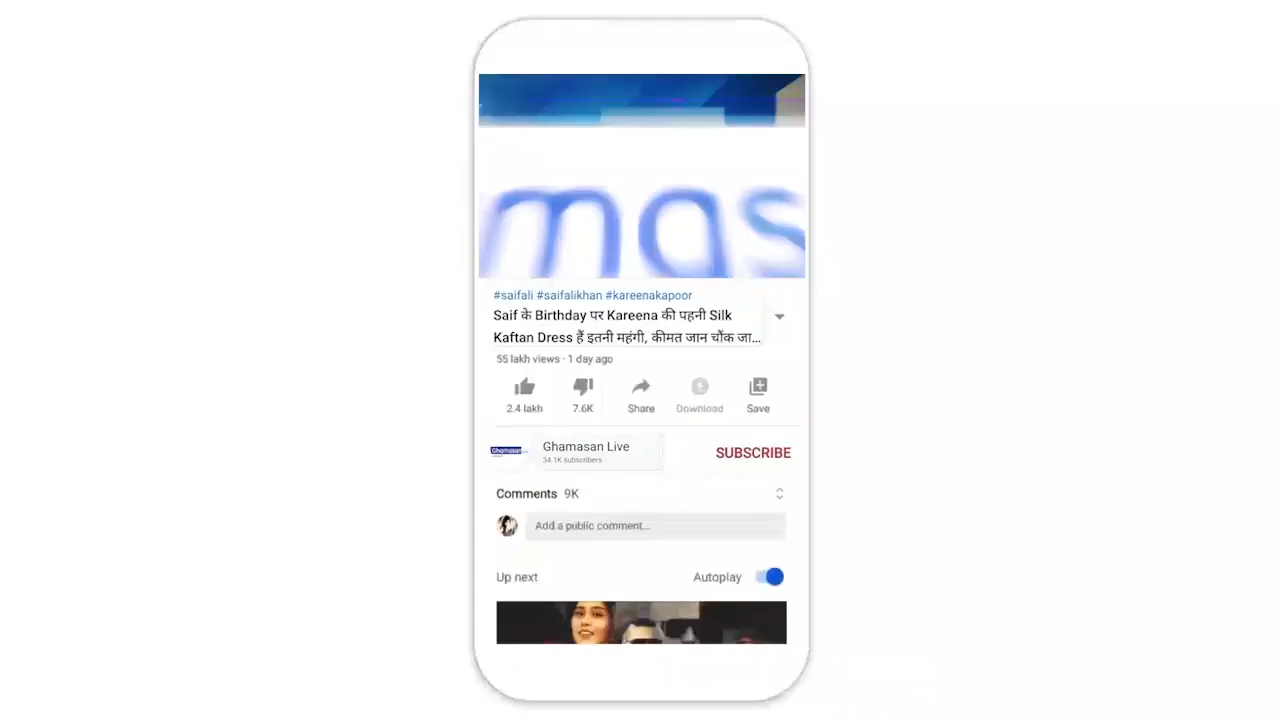 mas
#saifali #saifalikhan #kareenakapoor
Saif के Birthday पर Kareena की पहनी Silk
Kaftan Dress हैं इतनी महंगी, कीमत जान चौंक जा...
55 lakh views · 1 day ago
2.4 lakh 7.6K Share Download Save
Ghamasan
Ghamasan Live
34.1K subscribers
SUBSCRIBE
Comments 9K
Add a public comment...
Up next Autoplay